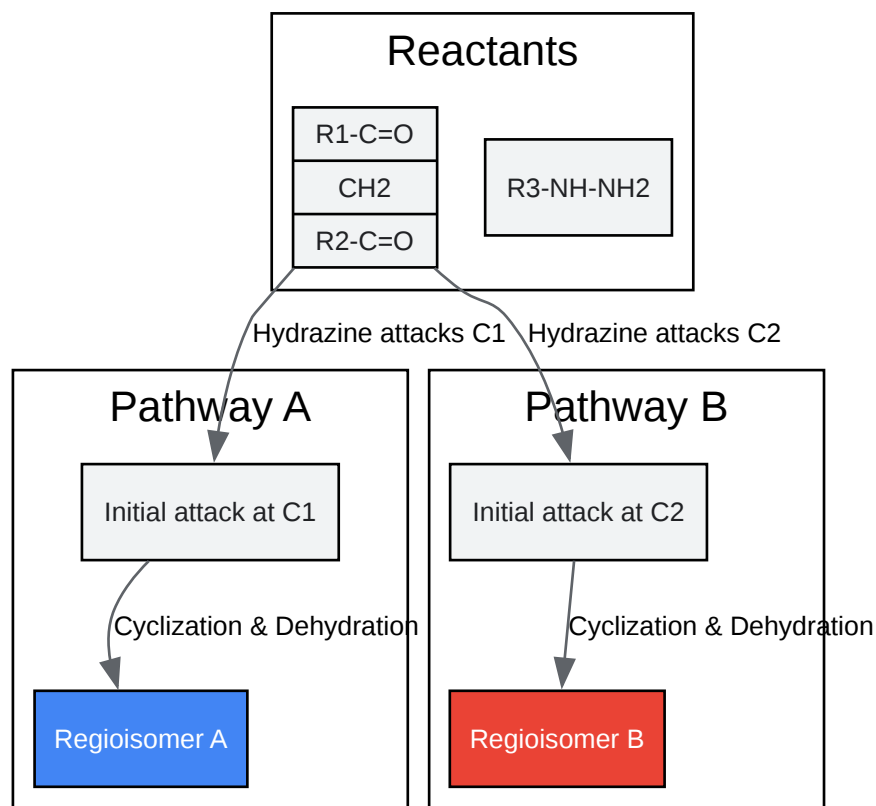 Reactants
R1-C=O
CH2
R2-C=O
R3-NH-NH2
Hydrazine attacks C1
Hydrazine attacks C2
Pathway A
Initial attack at C1
Cyclization & Dehydration
Regioisomer A
Pathway B
Initial attack at C2
Cyclization & Dehydration
Regioisomer B